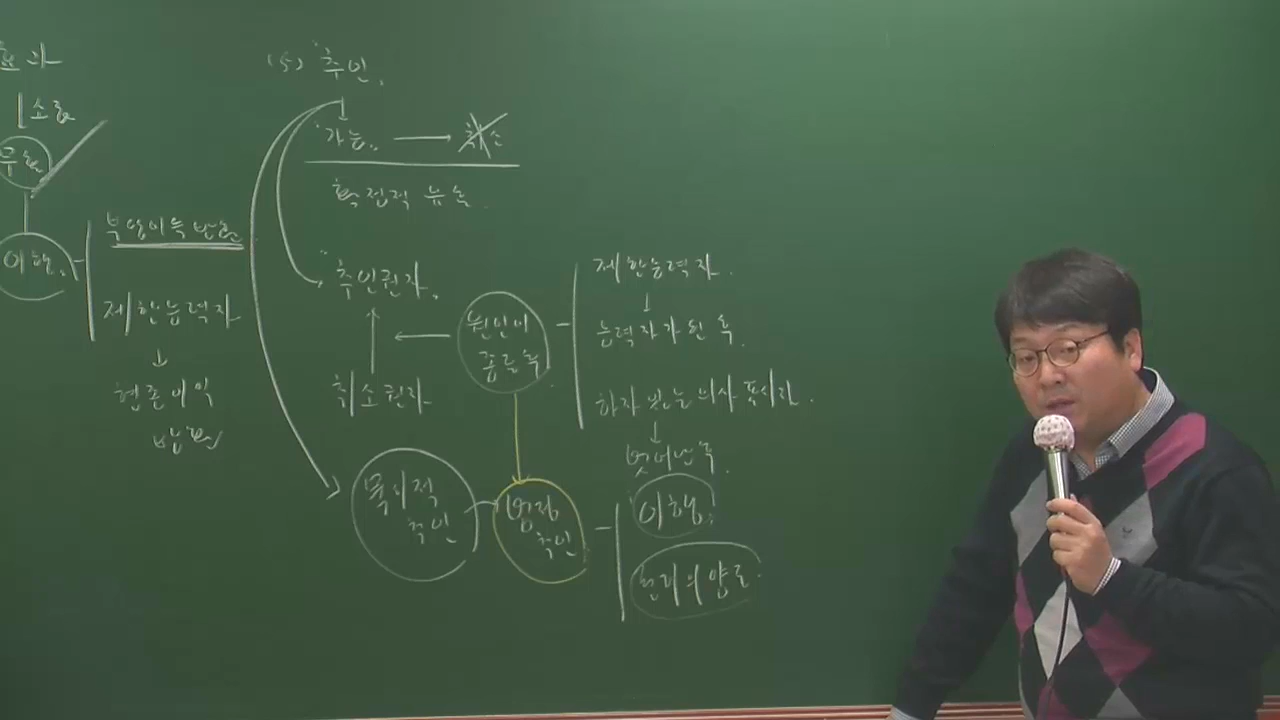 효과
소급
무효
이행.
부당이득반환
제한능력자
↓
현존이익
반환
(5) 추인.
↓
가능. → 취소
확정적 유효.
추인권자.
↑
취소권자
원인이
종료 후
제한능력자.
↓
능력자가 된 후.
하자 있는 의사표시자.
↓
벗어난 후.
묵시적
추인
법정
추인
이행.
권리의 양도.